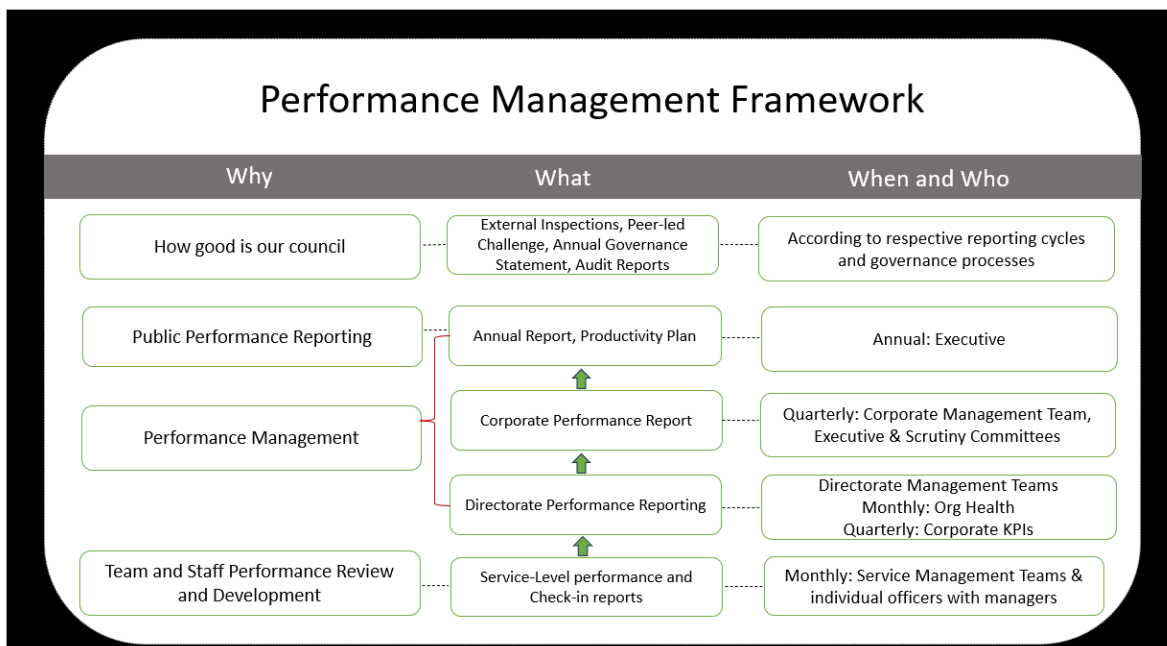 Performance Management Framework
Why
What
When and Who
How good is our council
External Inspections, Peer-led
Challenge, Annual Governance
Statement, Audit Reports
According to respective reporting cycles
and governance processes
Public Performance Reporting
Annual Report, Productivity Plan
Annual: Executive
Performance Management
Corporate Performance Report
Quarterly: Corporate Management Team,
Executive & Scrutiny Committees
Directorate Performance Reporting
Directorate Management Teams
Monthly: Org Health
Quarterly: Corporate KPIs
Team and Staff Performance Review
and Development
Service-Level performance and
Check-in reports
Monthly: Service Management Teams &
individual officers with managers